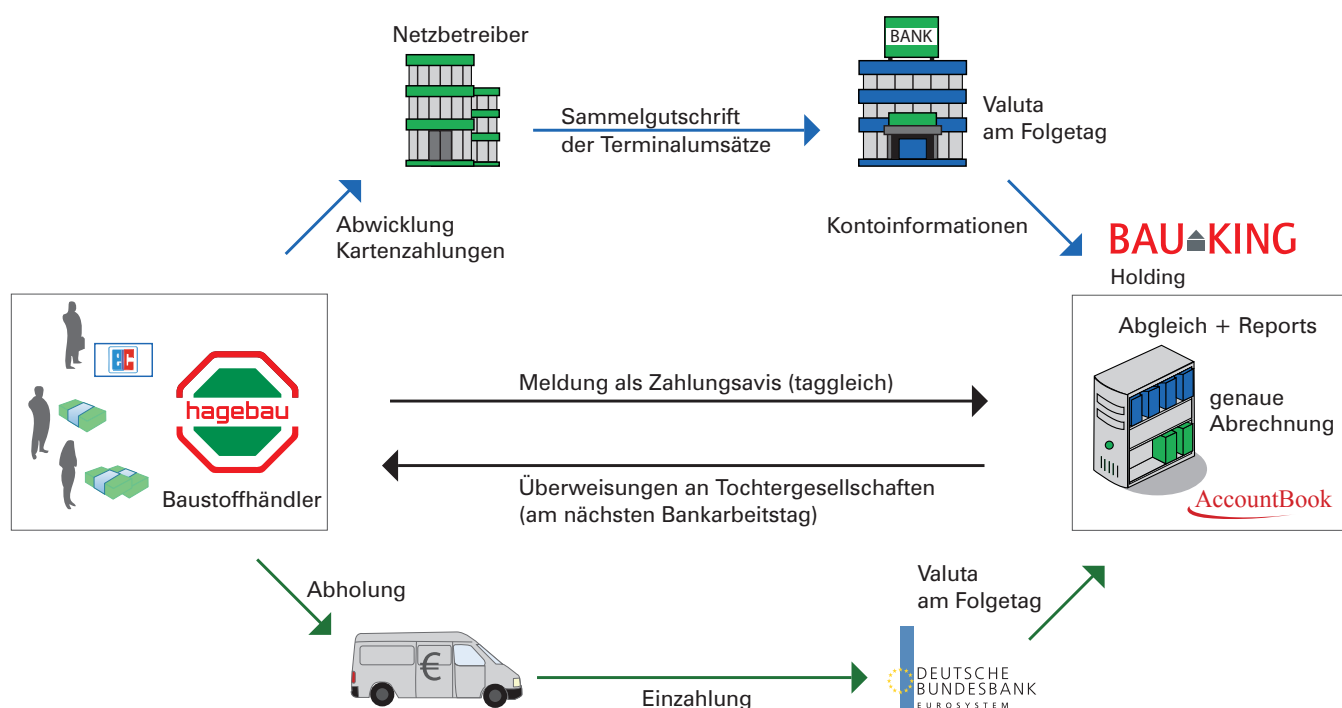 Netzbetreiber
BANK
Sammelgutschrift
der Terminalumsätze
Valuta
am Folgetag
Abwicklung
Kartenzahlungen
Kontoinformationen
BAU KING
Holding
ec
hagebau
Baustoffhändler
Meldung als Zahlungsavis (taggleich)
Überweisungen an Tochtergesellschaften
(am nächsten Bankarbeitstag)
Abgleich + Reports
genaue
Abrechnung
AccountBook
Abholung
€
Einzahlung
Valuta
am Folgetag
DEUTSCHE
BUNDESBANK
EUROSYSTEM